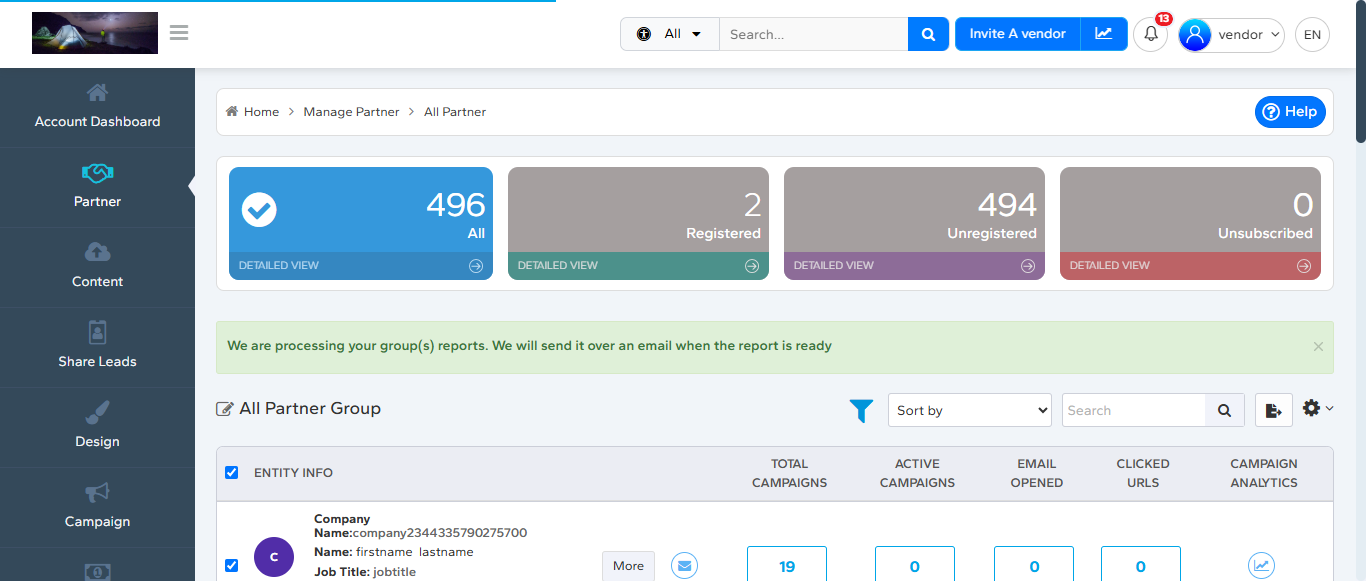 All
Search...
Invite A vendor
13
vendor
EN
Account Dashboard
Partner
Content
Share Leads
Design
Campaign
Home > Manage Partner > All Partner
Help
496
All
DETAILED VIEW
2
Registered
DETAILED VIEW
494
Unregistered
DETAILED VIEW
0
Unsubscribed
DETAILED VIEW
We are processing your group(s) reports. We will send it over an email when the report is ready
×
All Partner Group
Sort by
Search
ENTITY INFO
TOTAL
CAMPAIGNS
ACTIVE
CAMPAIGNS
EMAIL
OPENED
CLICKED
URLS
CAMPAIGN
ANALYTICS
C
Company
Name:company2344335790275700
Name: firstname lastname
Job Title: jobtitle
More
19
0
0
0